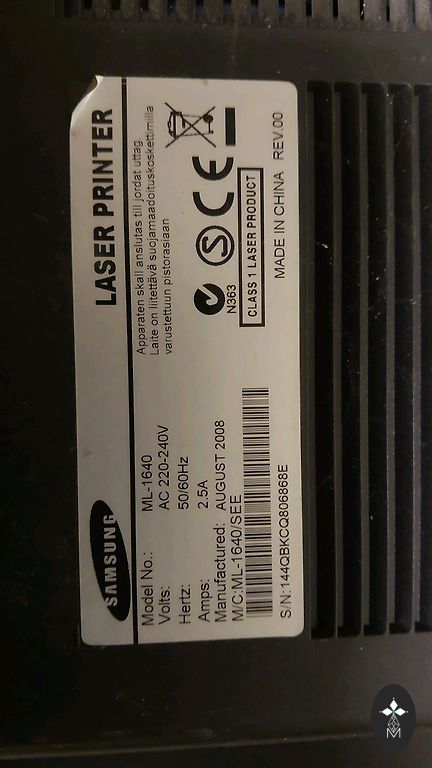 SAMSUNG
LASER PRINTER
Model No.: ML-1640
Volts: AC 220-240V
Hertz: 50/60Hz
Amps: 2.5A
Manufactured: AUGUST 2008
M/C:ML-1640/SEE
S/N:144QBKCQ806868E
Apparaten skall anslutas till jordat uttag
Laite on liitettävä suojamaadoituskoskettimilla
varustettuun pistorasiaan
N363
S
CE
CLASS 1 LASER PRODUCT
MADE IN CHINA REV.00
M